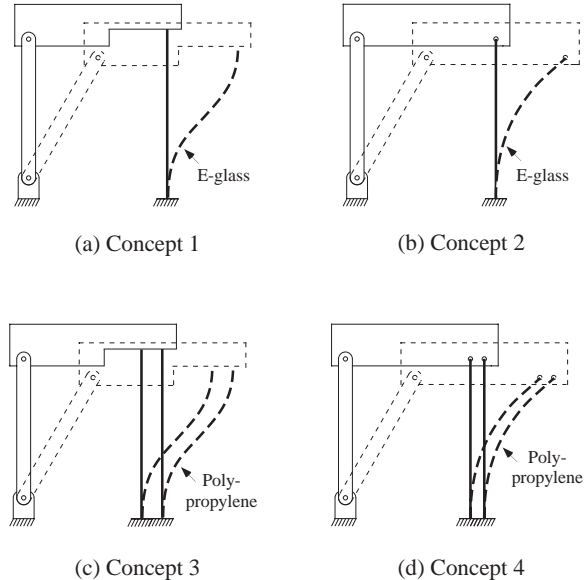 E-glass
E-glass
(a) Concept 1
(b) Concept 2
Poly-
propylene
Poly-
propylene
(c) Concept 3
(d) Concept 4